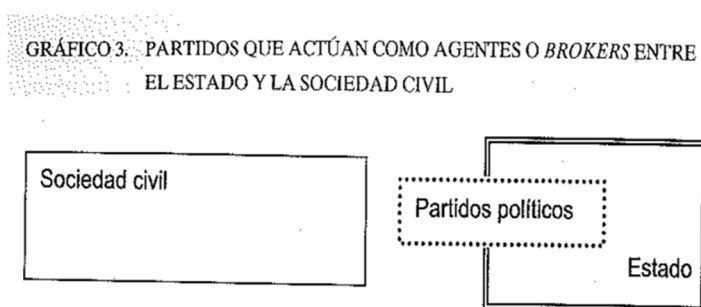 GRÁFICO 3. PARTIDOS QUE ACTÚAN COMO AGENTES O BROKERS ENTRE
EL ESTADO Y LA SOCIEDAD CIVIL
Sociedad civil
Partidos políticos
Estado